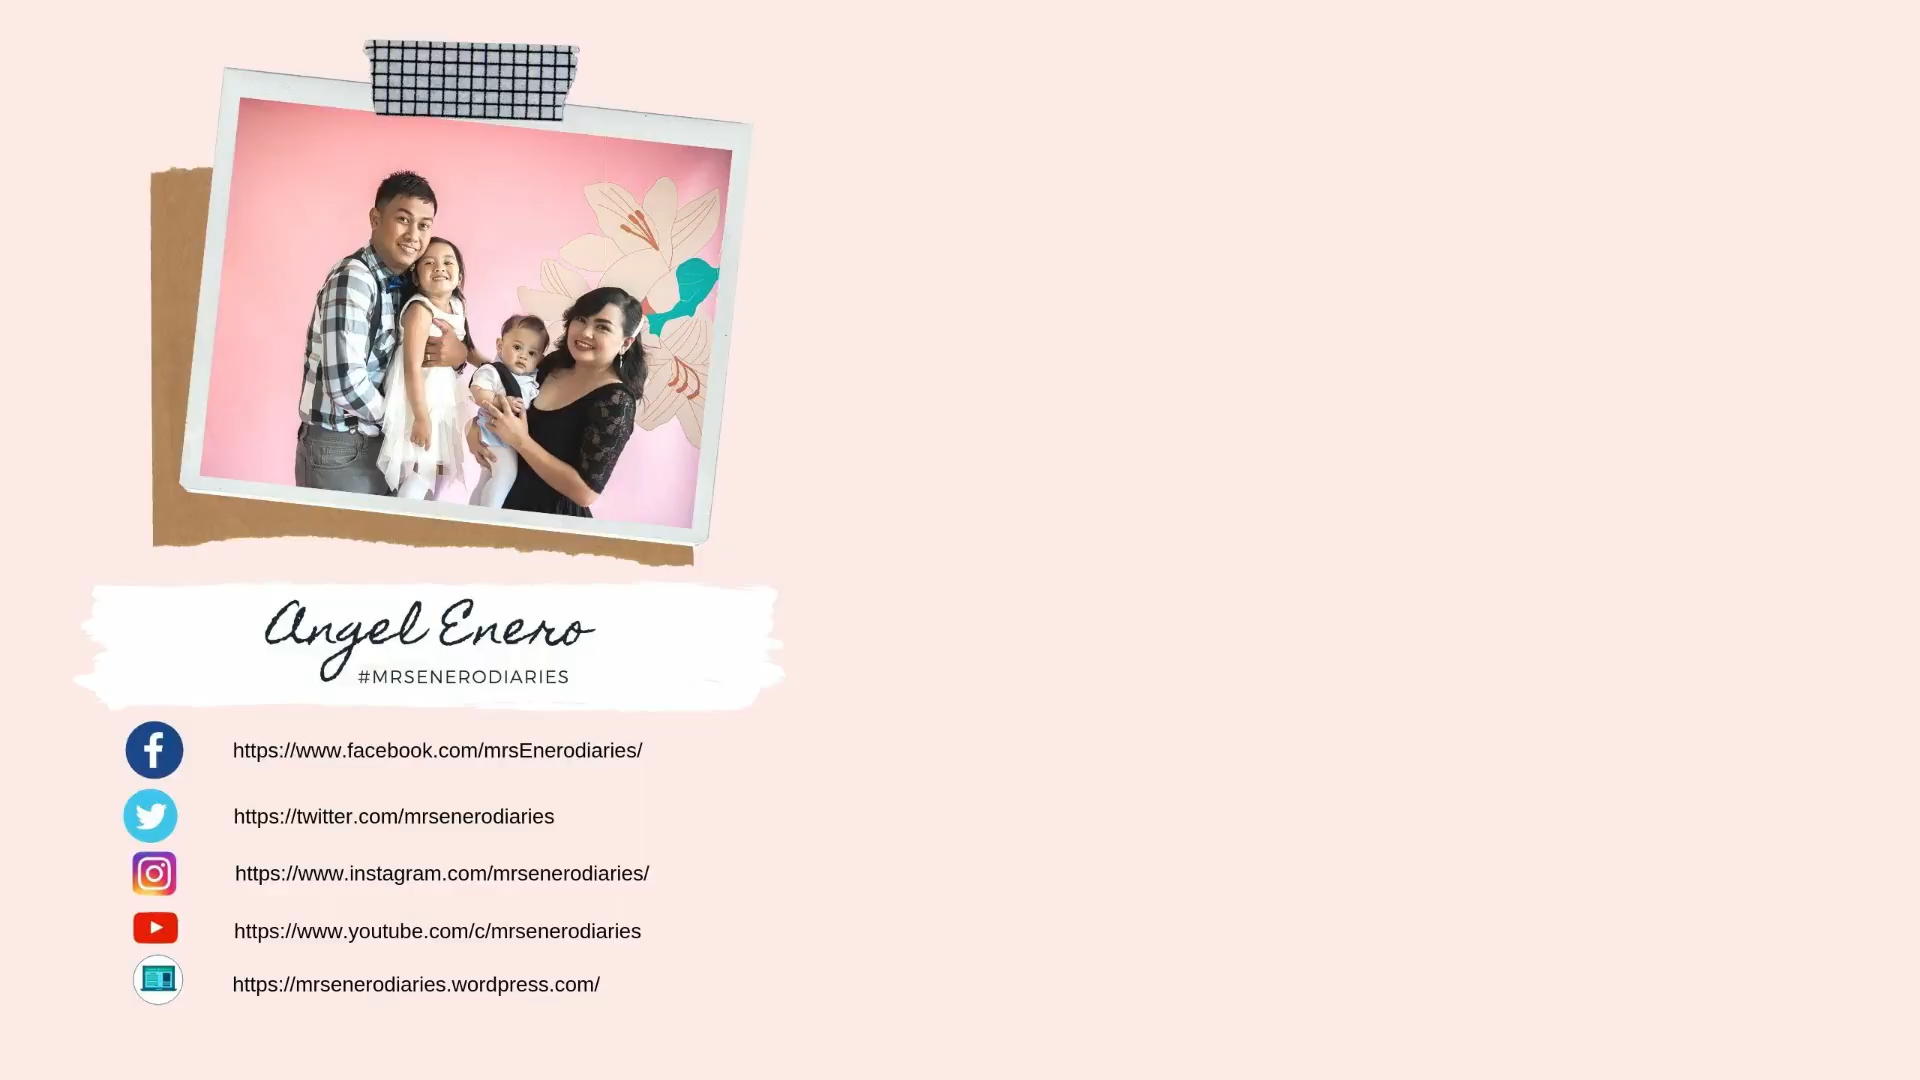 Angel Enero
#MRSENERODIARIES
https://www.facebook.com/mrsEnerodiaries/
https://twitter.com/mrsenerodiaries
https://www.instagram.com/mrsenerodiaries/
https://www.youtube.com/c/mrsenerodiaries
https://mrsenerodiaries.wordpress.com/